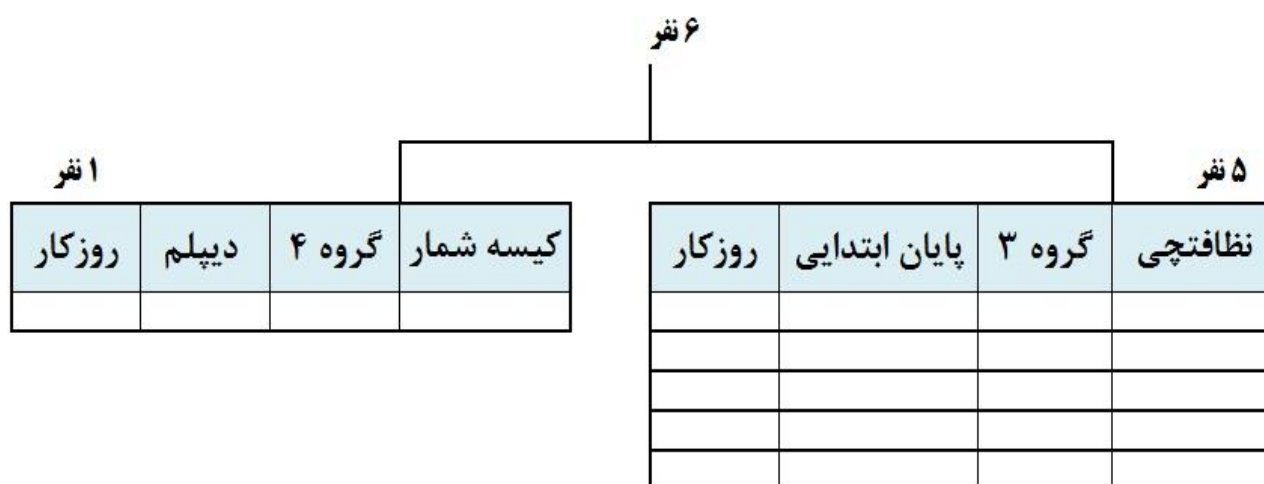 ۶ نفر
۵ نفر
۱ نفر
نظافتچی گروه ۳ پایان ابتدایی روزکار
کیسه شمار گروه ۴ دیپلم روزکار